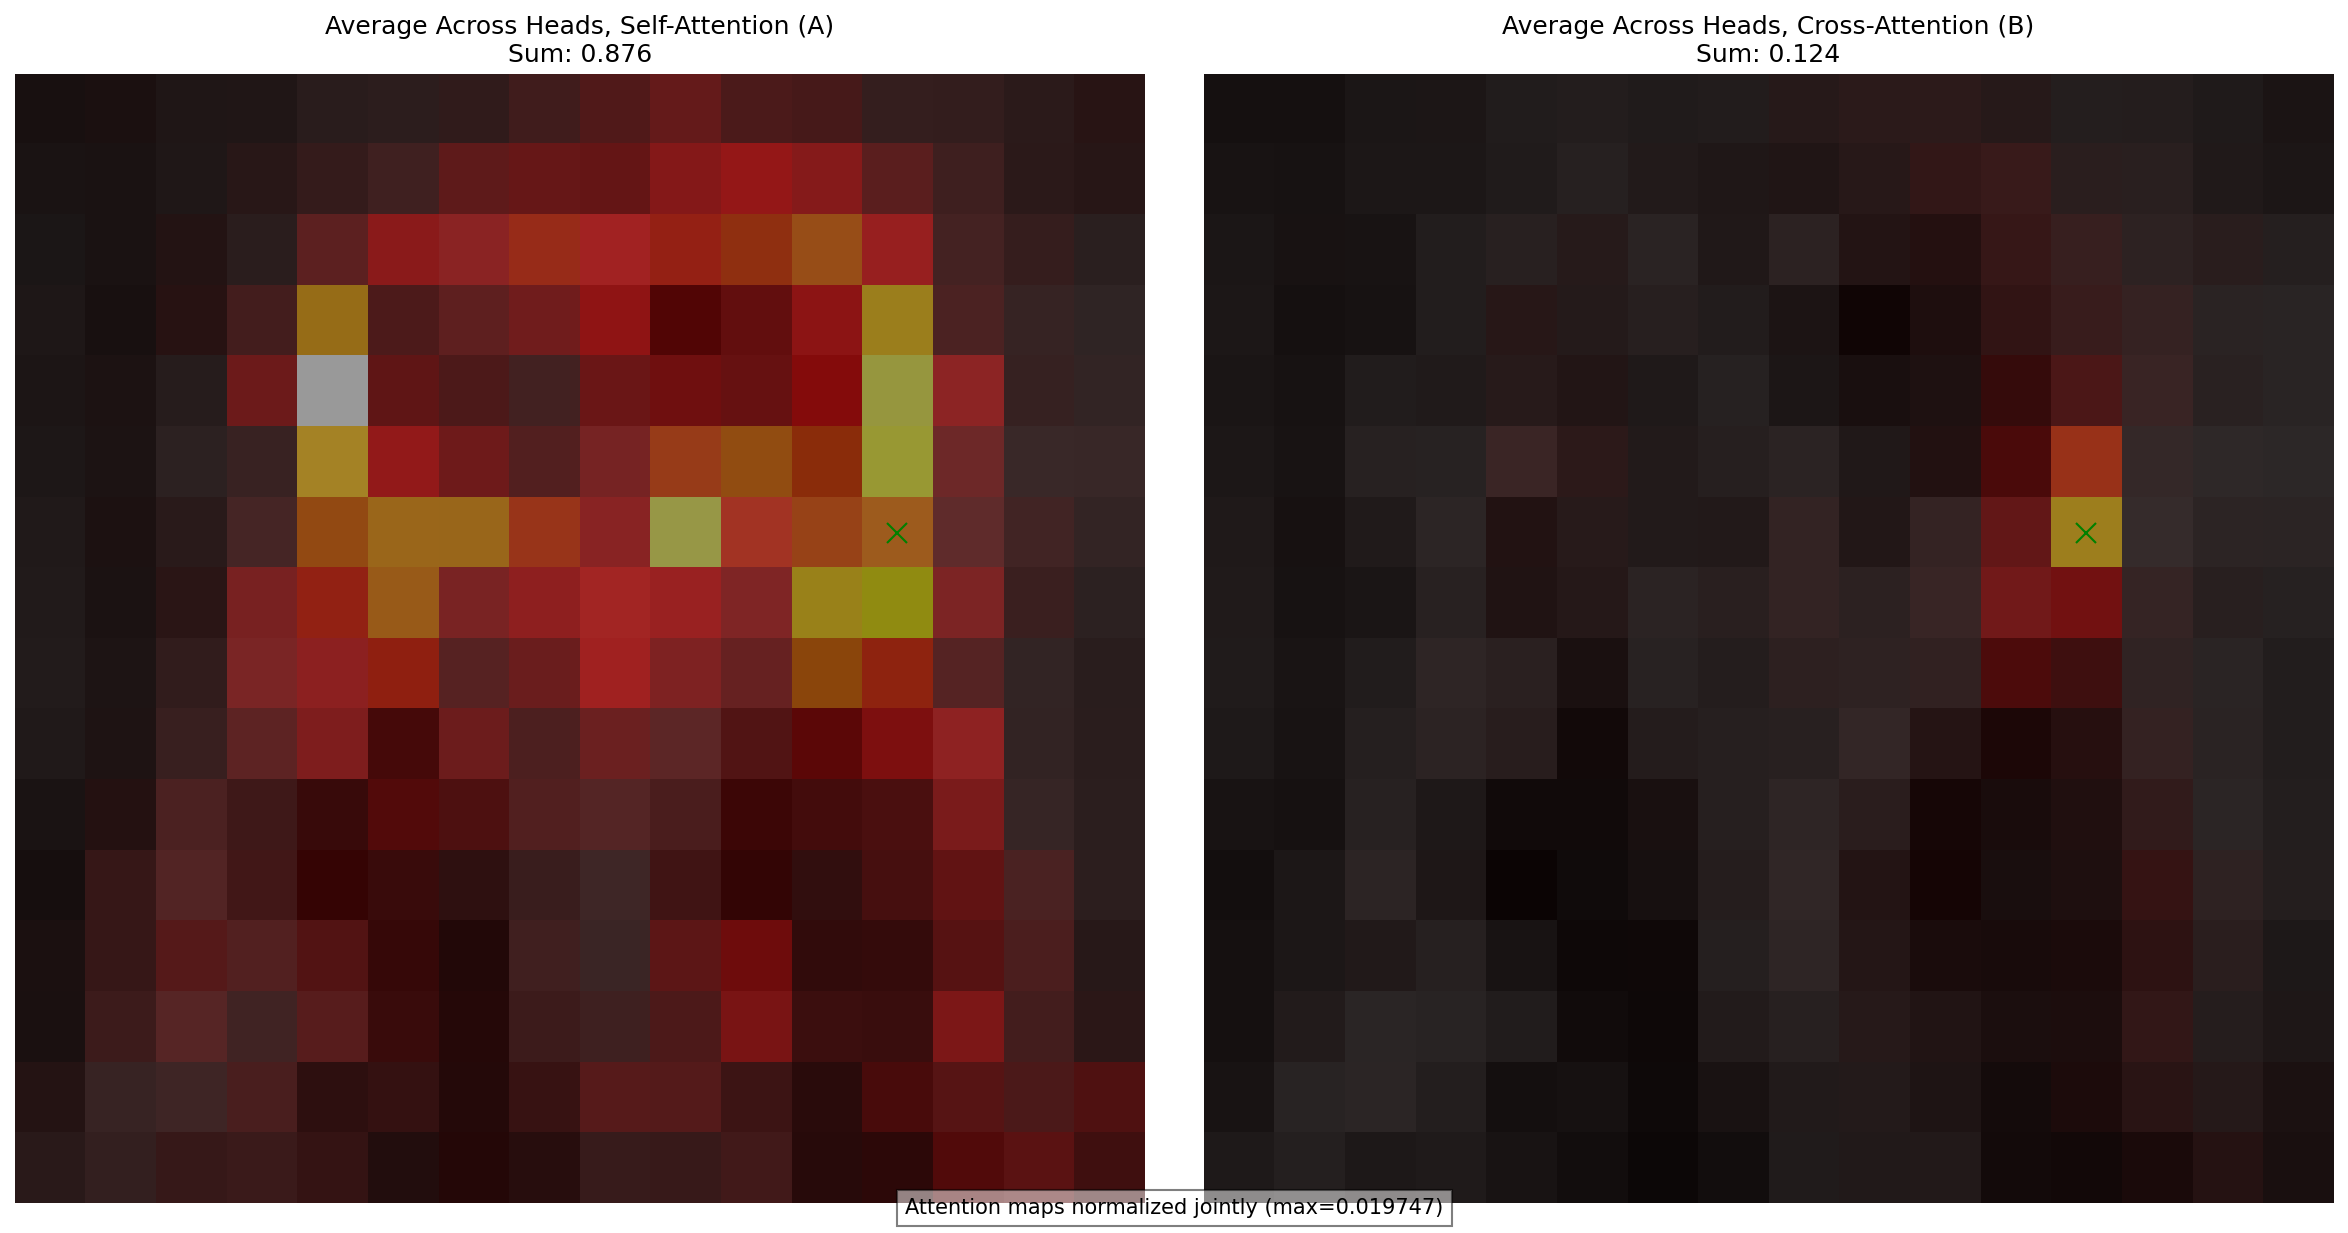 Average Across Heads, Self-Attention (A)
Sum: 0.876
Average Across Heads, Cross-Attention (B)
Sum: 0.124
Attention maps normalized jointly (max=0.019747)